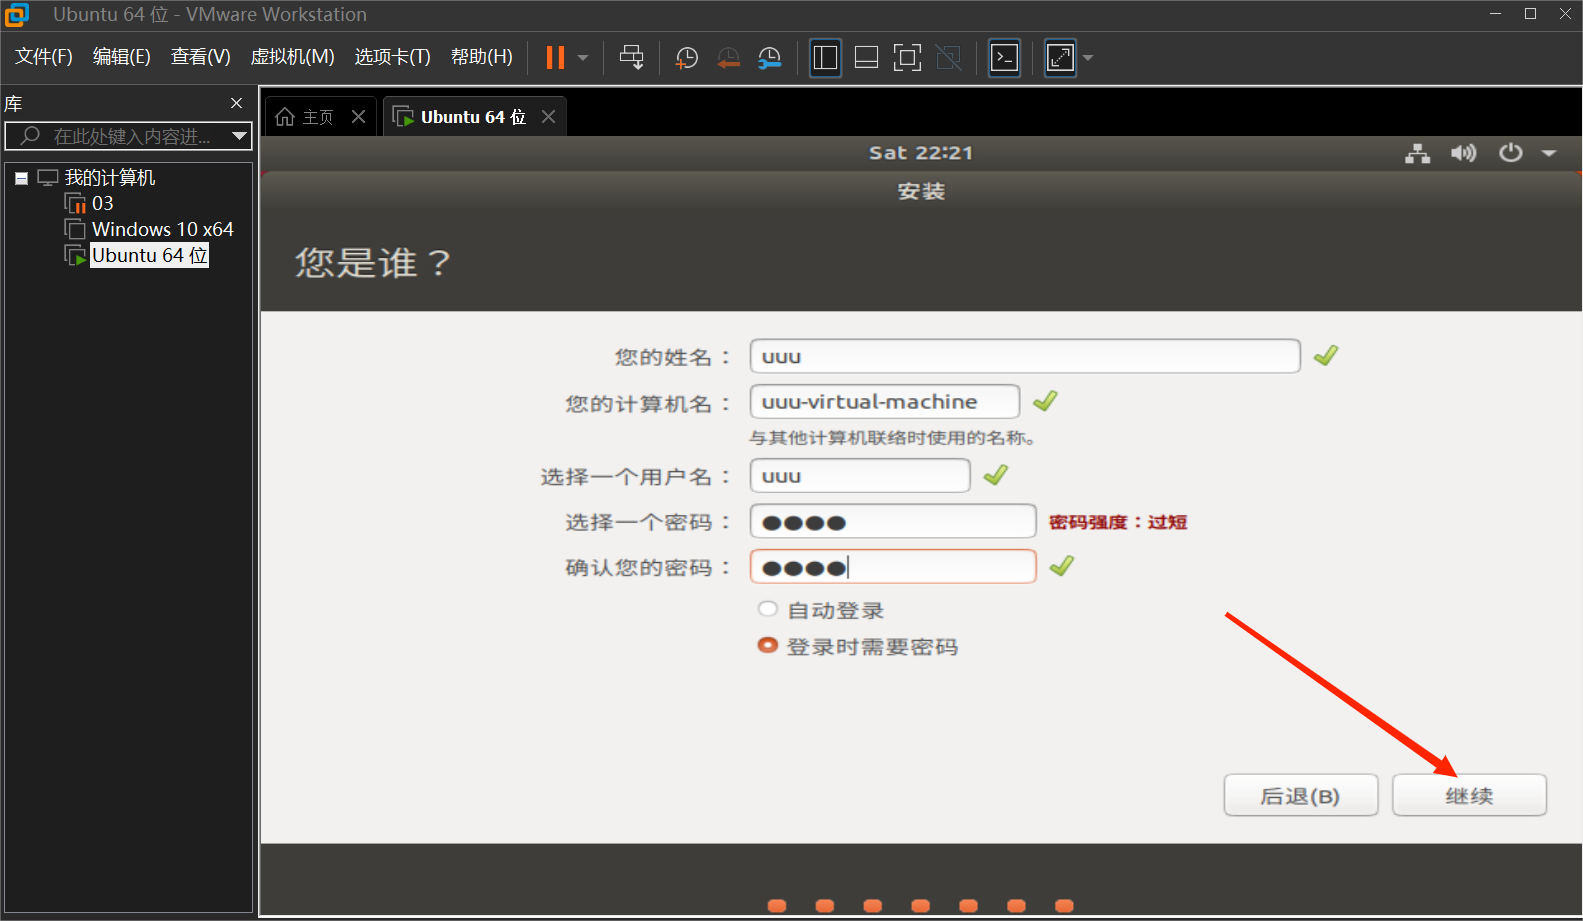 Ubuntu 64 位 - VMware Workstation
文件(F) 编辑(E) 查看(V) 虚拟机(M) 选项卡(T) 帮助(H)
库
在此处键入内容进...
我的计算机
03
Windows 10 x64
Ubuntu 64 位
主页
Ubuntu 64 位
Sat 22:21
安装
您是谁？
您的姓名： uuu
您的计算机名： uuu-virtual-machine
与其他计算机联络时使用的名称。
选择一个用户名： uuu
选择一个密码： ●●●● 密码强度：过短
确认您的密码： ●●●●
自动登录
登录时需要密码
后退(B) 继续